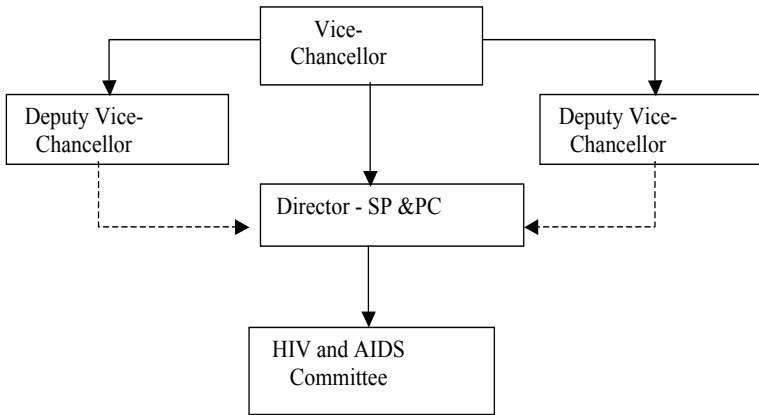 Vice-
Chancellor
Deputy Vice-
Chancellor
Deputy Vice-
Chancellor
Director - SP &PC
HIV and AIDS
Committee